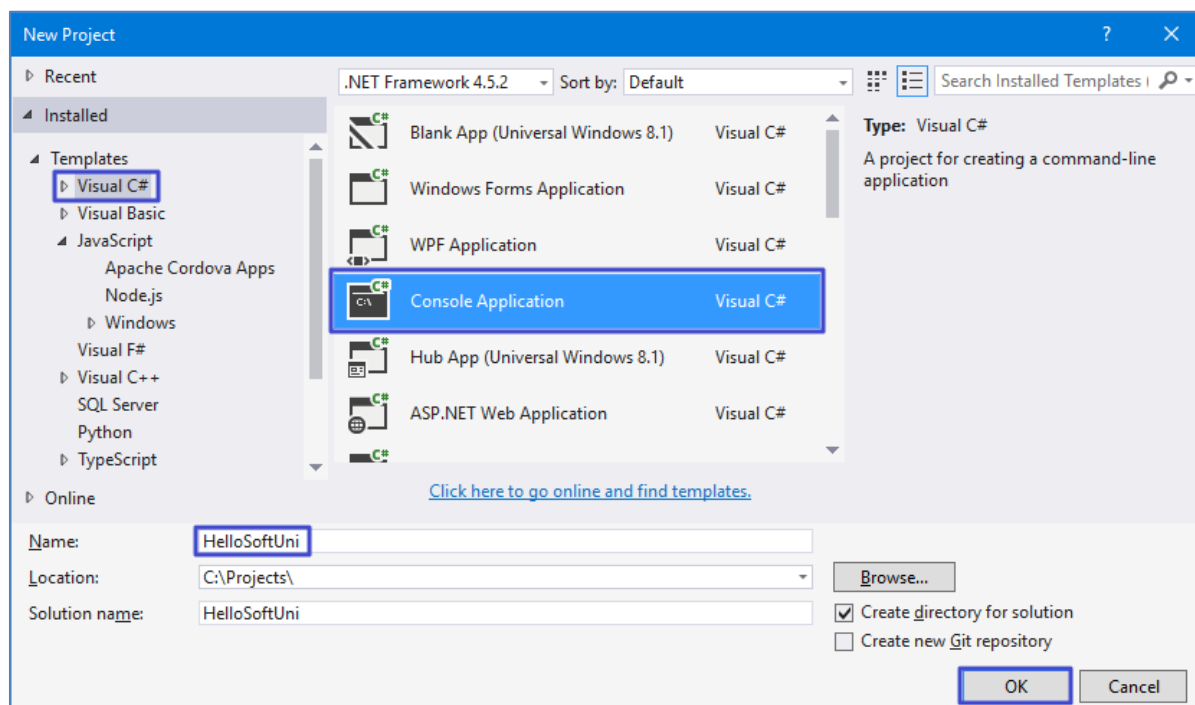 New Project
?
Recent
.NET Framework 4.5.2
Sort by:
Default
Search Installed Templates (
Installed
Templates
Visual C#
Visual Basic
JavaScript
Apache Cordova Apps
Node.js
Windows
Visual F#
Visual C++
SQL Server
Python
TypeScript
Online
C#
Blank App (Universal Windows 8.1)
Visual C#
C#
Windows Forms Application
Visual C#
C#
WPF Application
Visual C#
C#
C:\
Console Application
Visual C#
C#
Hub App (Universal Windows 8.1)
Visual C#
C#
ASP.NET Web Application
Visual C#
C#
Click here to go online and find templates.
Type: Visual C#
A project for creating a command-line
application
Name:
HelloSoftUni
Location:
C:\Projects\
Browse...
Solution name:
HelloSoftUni
Create directory for solution
Create new Git repository
OK
Cancel